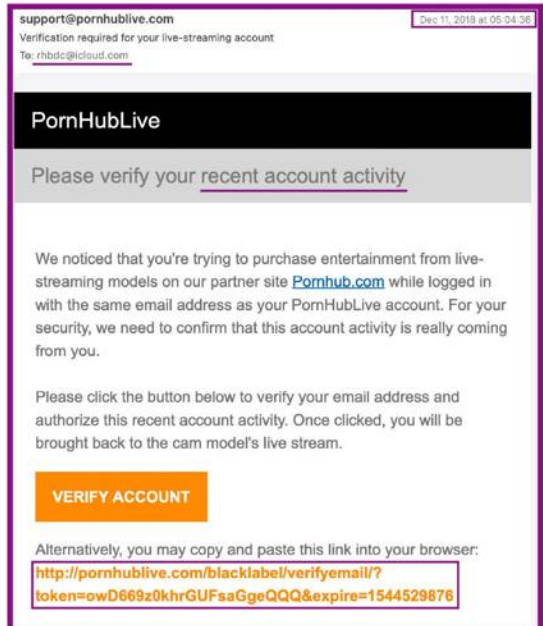 support@pornhublive.com
Dec 11, 2018 at 05:04:36
Verification required for your live-streaming account
To: rhbdc@icloud.com
PornHubLive
Please verify your recent account activity
We noticed that you're trying to purchase entertainment from live-
streaming models on our partner site Pornhub.com while logged in
with the same email address as your PornHubLive account. For your
security, we need to confirm that this account activity is really coming
from you.
Please click the button below to verify your email address and
authorize this recent account activity. Once clicked, you will be
brought back to the cam model's live stream.
VERIFY ACCOUNT
Alternatively, you may copy and paste this link into your browser:
http://pornhublive.com/blacklabel/verifyemail/?
token=owD669z0khrGUFsaGgeQQQ&expire=1544529876